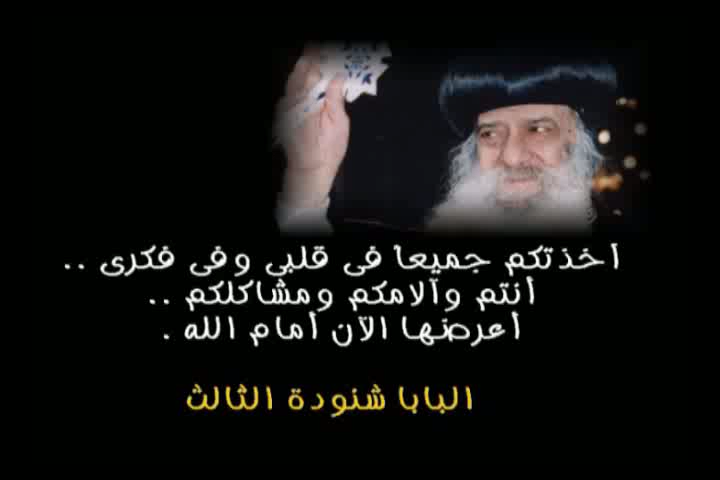 أخذتكم جميعاً فى قلبى وفى فكرى ..
أنتم وآلامكم ومشاكلكم ..
أعرضها الآن أمام الله .
البابا شنودة الثالث